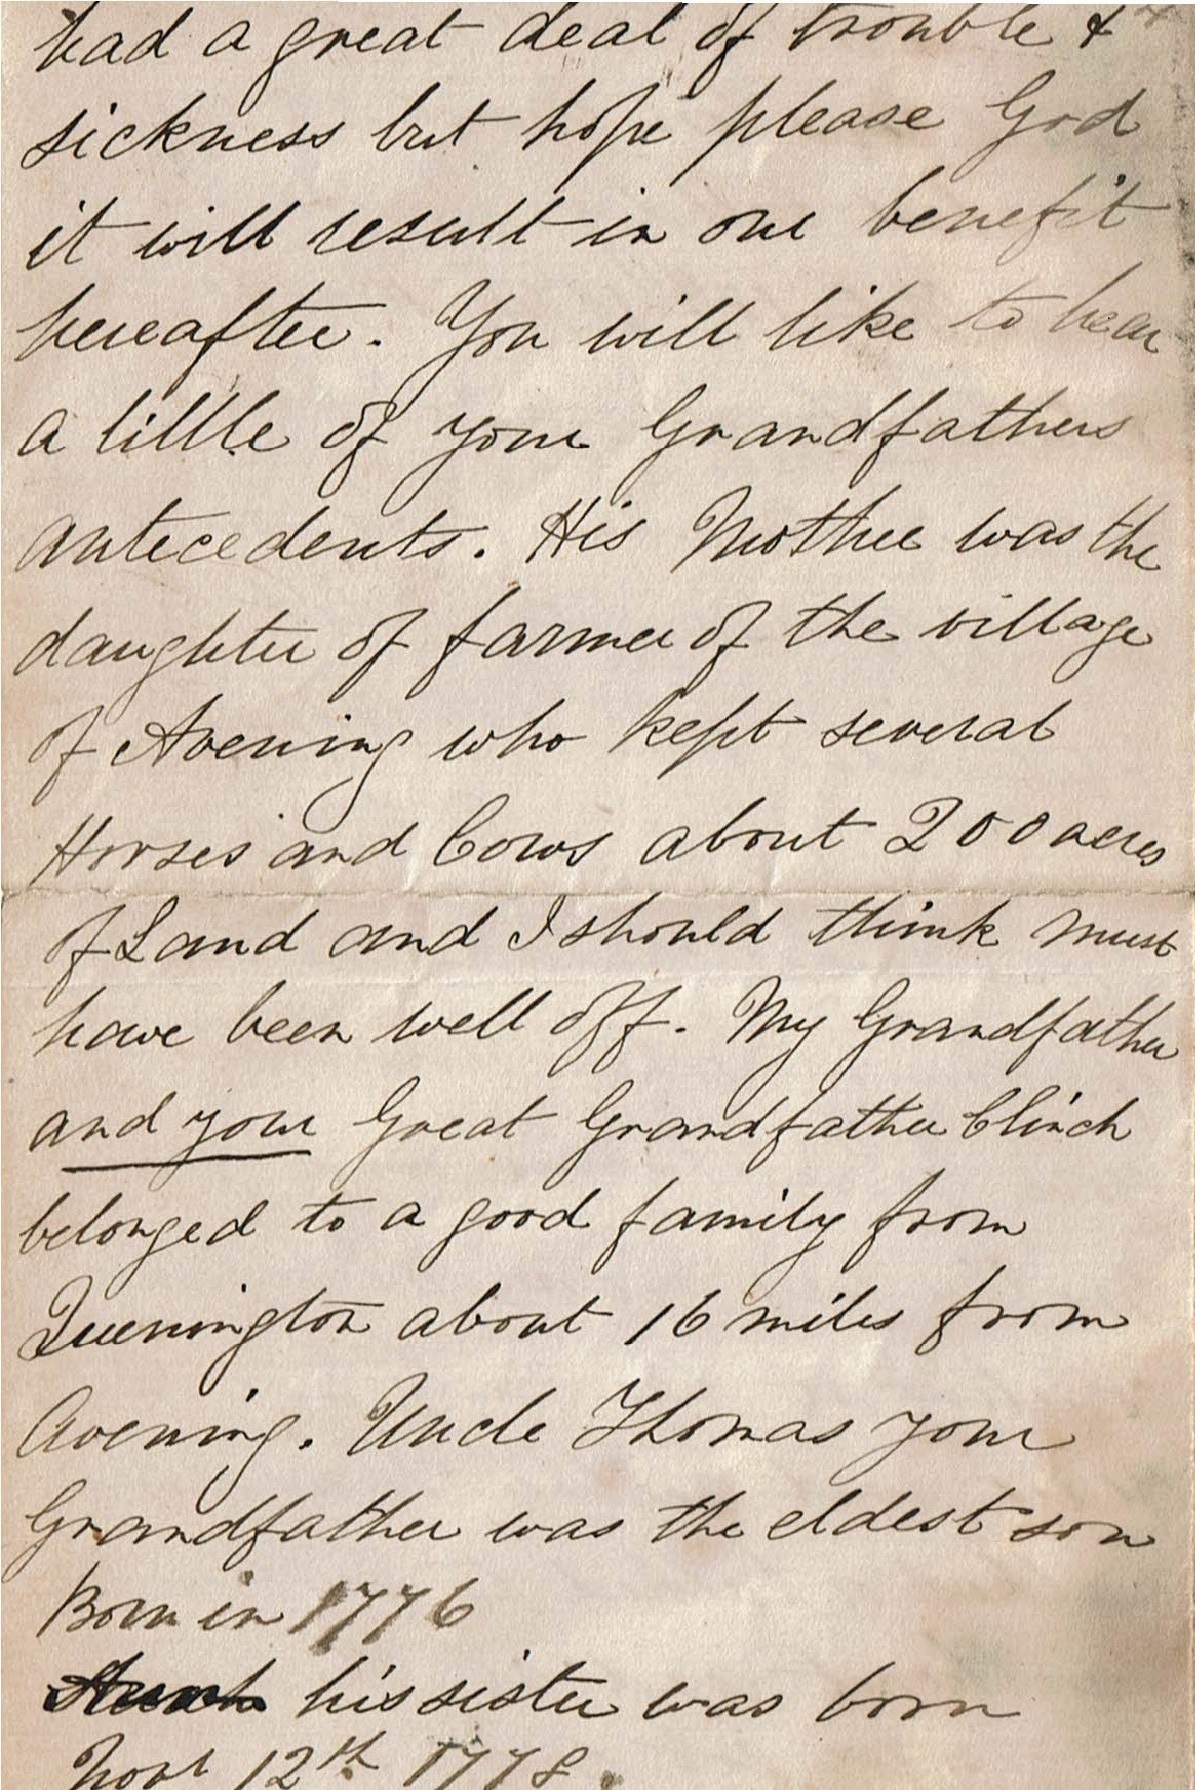 had a great deal of trouble &
sickness but hope please God
it will result in our benefit
hereafter. You will like to hear
a little of your Grandfathers
antecedents. His Mother was the
daughter of farmer of the village
of Avening who kept several
Horses and Cows about 200 acres
of Land and I should think must
have been well off. My Grandfather
and your Great Grandfather Clinch
belonged to a good family from
Quenington about 16 miles from
Avening. Uncle Thomas your
Grandfather was the eldest son
Born in 1776
his sister was born
Novr 12th 1778.